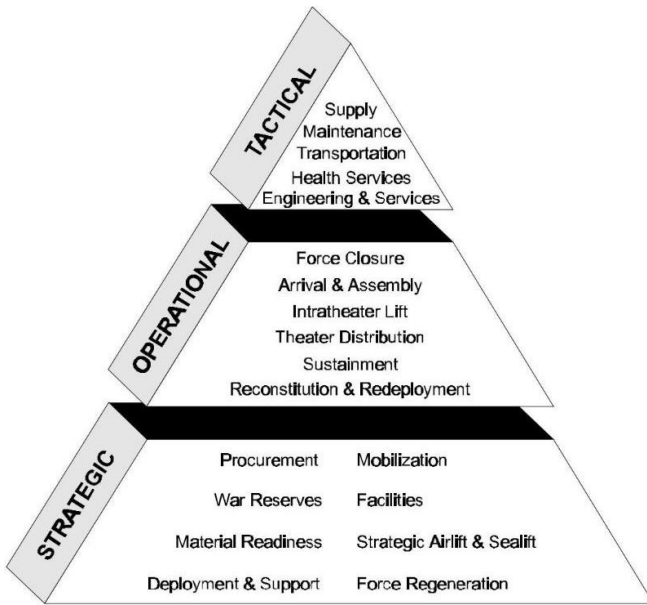 TACTICAL
Supply
Maintenance
Transportation
Health Services
Engineering & Services
OPERATIONAL
Force Closure
Arrival & Assembly
Intratheater Lift
Theater Distribution
Sustainment
Reconstitution & Redeployment
STRATEGIC
Procurement Mobilization
War Reserves Facilities
Material Readiness Strategic Airlift & Sealift
Deployment & Support Force Regeneration